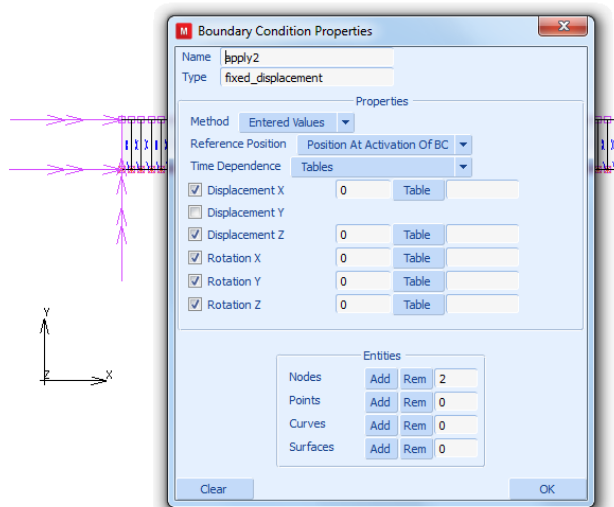 M Boundary Condition Properties
Name apply2
Type fixed_displacement
Properties
Method Entered Values
Reference Position Position At Activation Of BC
Time Dependence Tables
Displacement X 0 Table
Displacement Y
Displacement Z 0 Table
Rotation X 0 Table
Rotation Y 0 Table
Rotation Z 0 Table
Entities
Nodes Add Rem 2
Points Add Rem 0
Curves Add Rem 0
Surfaces Add Rem 0
Clear OK
Y
Z X